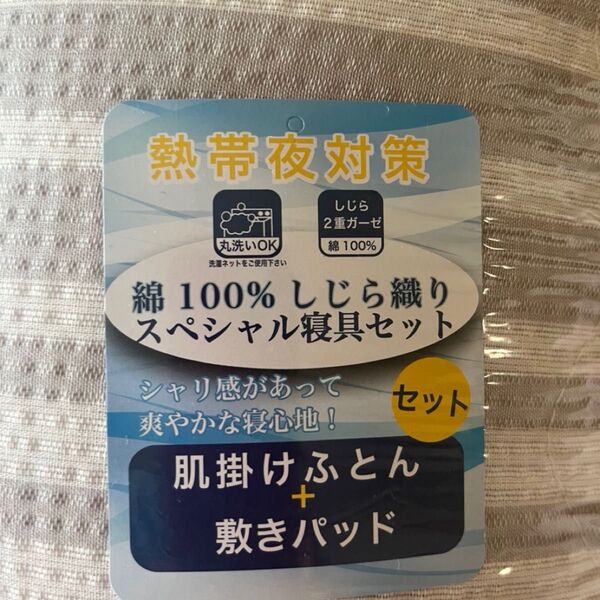 熱帯夜対策
丸洗いOK
洗濯ネットをご使用下さい
しじら
2重ガーゼ
綿100%
綿100%しじら織り
スペシャル寝具セット
シャリ感があって
爽やかな寝心地！
セット
肌掛けふとん
+
敷きパッド